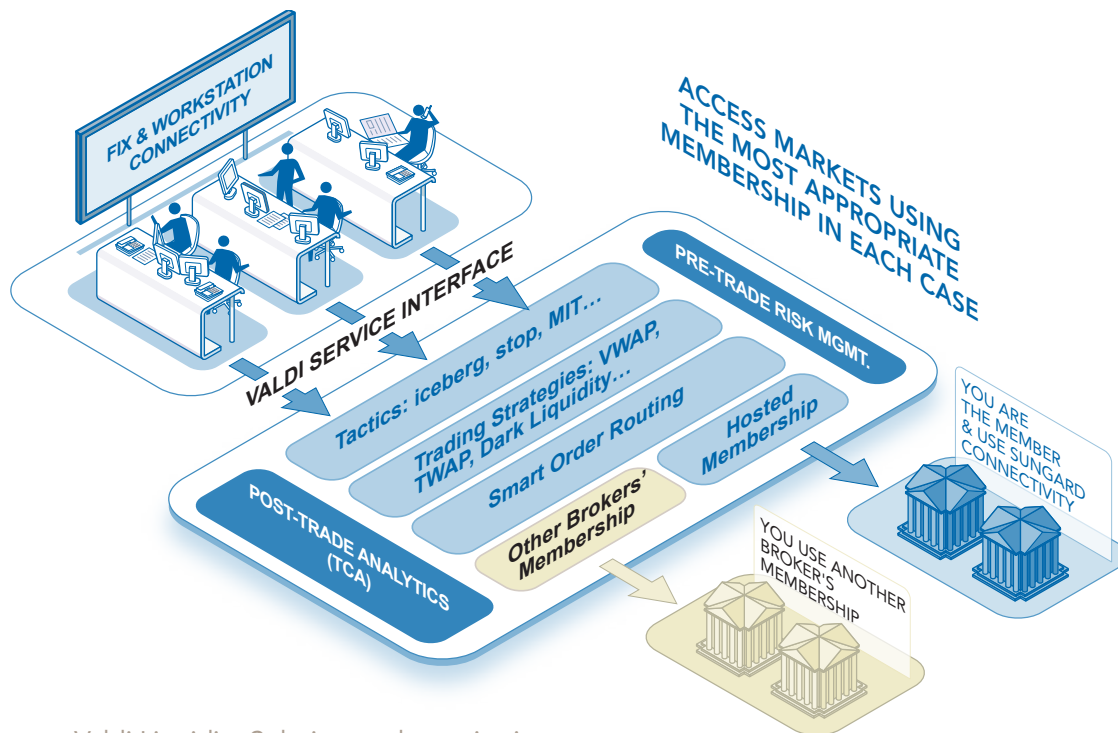 FIX & WORKSTATION
CONNECTIVITY
ACCESS MARKETS USING
THE MOST APPROPRIATE
MEMBERSHIP IN EACH CASE
VALDI SERVICE INTERFACE
PRE-TRADE RISK MGMT.
Tactics: iceberg, stop, MIT...
Trading Strategies: VWAP,
TWAP, Dark Liquidity...
Smart Order Routing
Hosted
Membership
Other Brokers'
Membership
POST-TRADE ANALYTICS
(TCA)
YOU ARE
THE MEMBER
& USE SUNGARD
CONNECTIVITY
YOU USE ANOTHER
BROKER'S
MEMBERSHIP